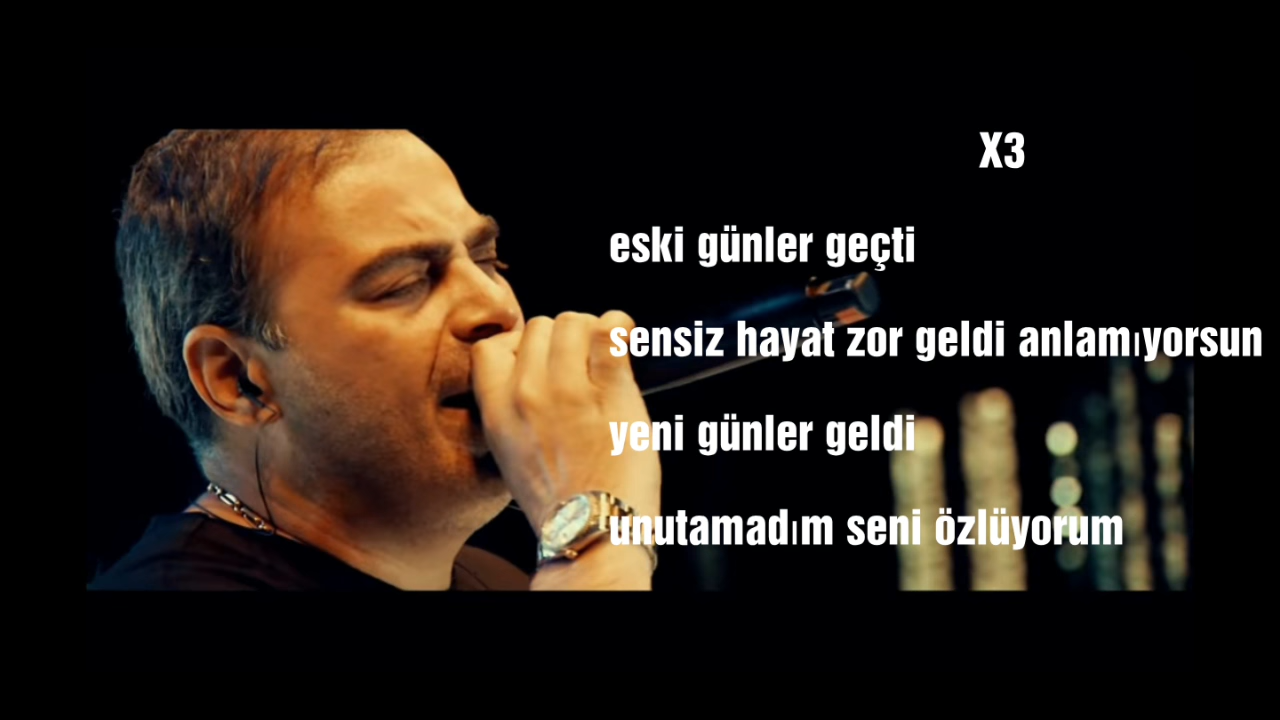 X3
eski günler geçti
sensiz hayat zor geldi anlamıyorsun
yeni günler geldi
unutamadım seni özlüyorum